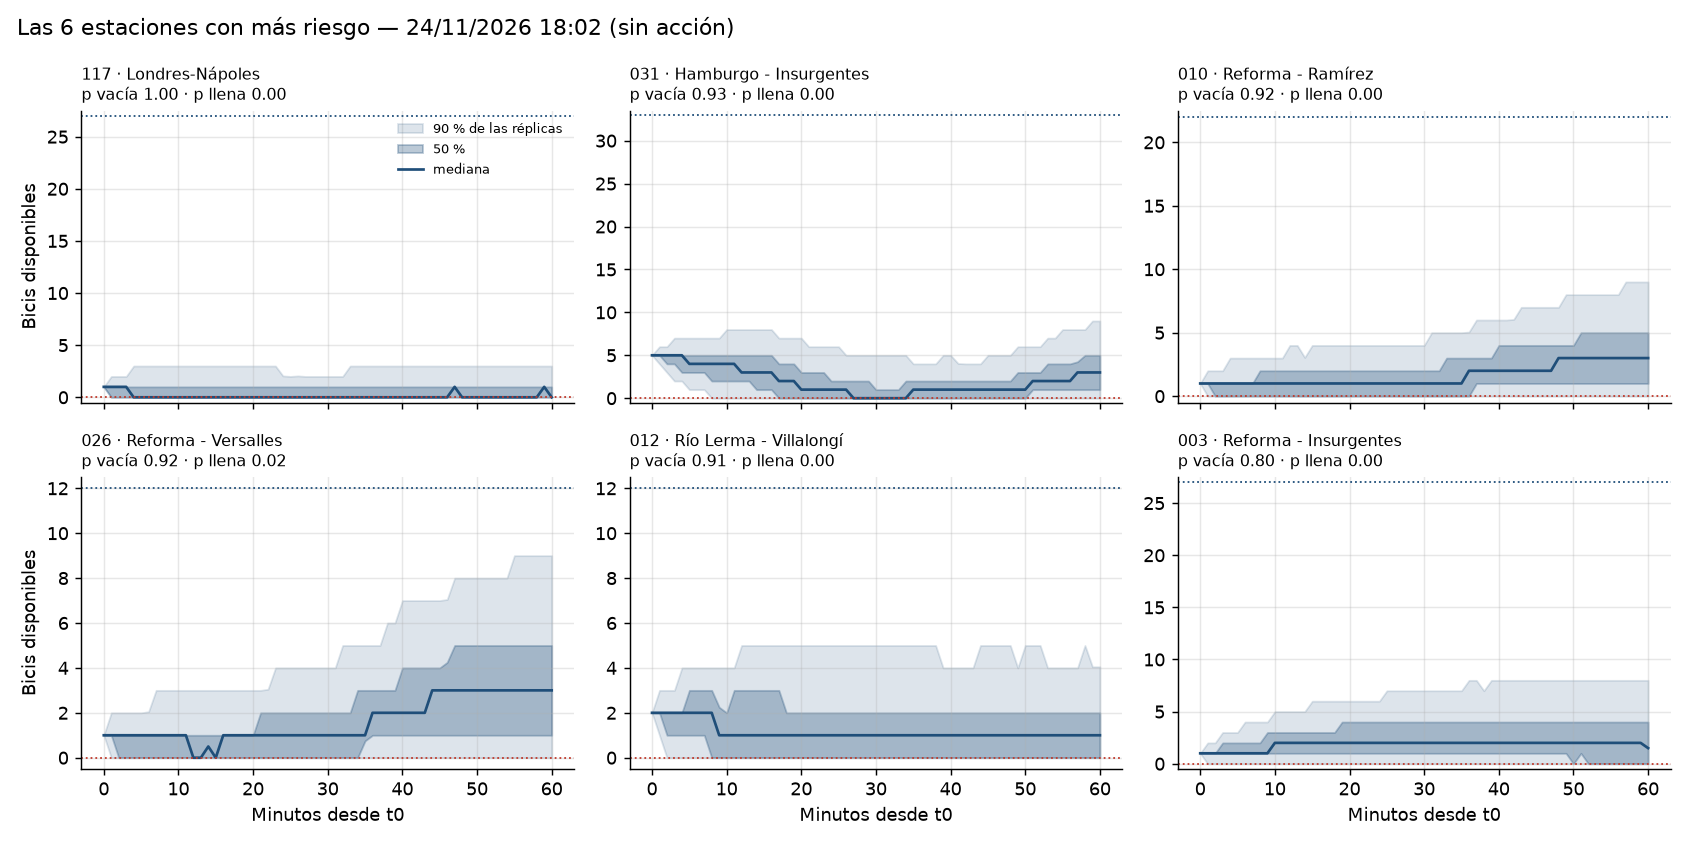 Las 6 estaciones con más riesgo — 24/11/2026 18:02 (sin acción)
117 · Londres-Nápoles
p vacía 1.00 · p llena 0.00
90 % de las réplicas
50 %
mediana
25
20
15
10
5
0
Bicis disponibles
031 · Hamburgo - Insurgentes
p vacía 0.93 · p llena 0.00
30
25
20
15
10
5
0
010 · Reforma - Ramírez
p vacía 0.92 · p llena 0.00
20
15
10
5
0
026 · Reforma - Versalles
p vacía 0.92 · p llena 0.02
12
10
8
6
4
2
0
Bicis disponibles
0 10 20 30 40 50 60
Minutos desde t0
012 · Río Lerma - Villalongí
p vacía 0.91 · p llena 0.00
12
10
8
6
4
2
0
0 10 20 30 40 50 60
Minutos desde t0
003 · Reforma - Insurgentes
p vacía 0.80 · p llena 0.00
25
20
15
10
5
0
0 10 20 30 40 50 60
Minutos desde t0